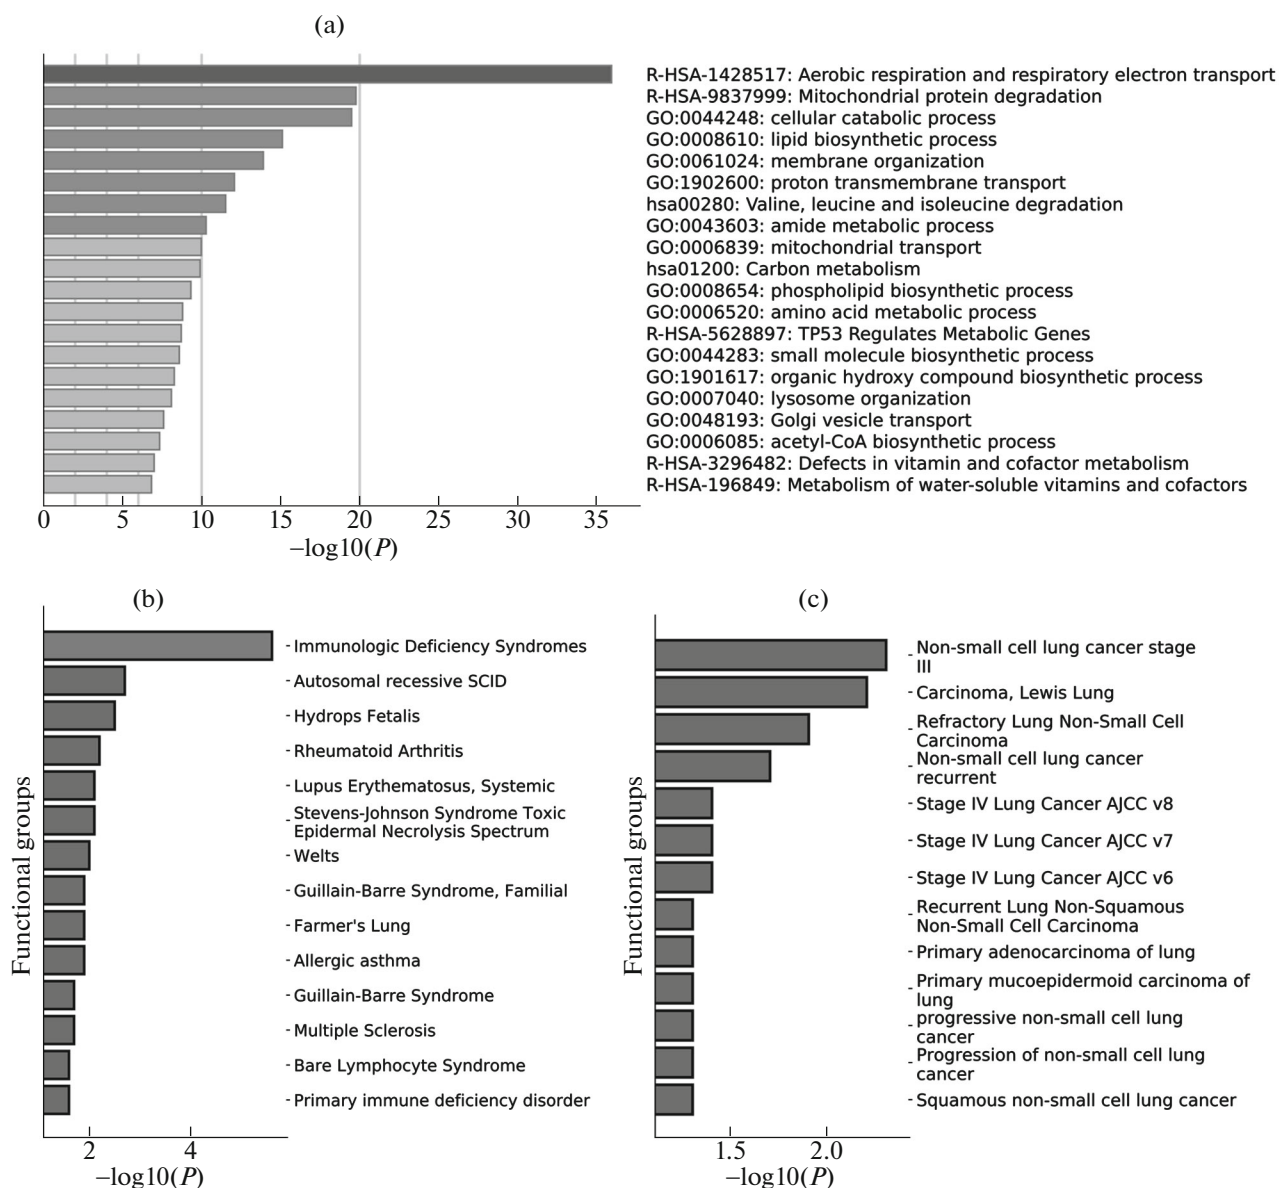 (a)
R-HSA-1428517: Aerobic respiration and respiratory electron transport
R-HSA-9837999: Mitochondrial protein degradation
GO:0044248: cellular catabolic process
GO:0008610: lipid biosynthetic process
GO:0061024: membrane organization
GO:1902600: proton transmembrane transport
hsa00280: Valine, leucine and isoleucine degradation
GO:0043603: amide metabolic process
GO:0006839: mitochondrial transport
hsa01200: Carbon metabolism
GO:0008654: phospholipid biosynthetic process
GO:0006520: amino acid metabolic process
R-HSA-5628897: TP53 Regulates Metabolic Genes
GO:0044283: small molecule biosynthetic process
GO:1901617: organic hydroxy compound biosynthetic process
GO:0007040: lysosome organization
GO:0048193: Golgi vesicle transport
GO:0006085: acetyl-CoA biosynthetic process
R-HSA-3296482: Defects in vitamin and cofactor metabolism
R-HSA-196849: Metabolism of water-soluble vitamins and cofactors
0 5 10 15 20 25 30 35
–log10(P)
(b)
Functional groups
Immunologic Deficiency Syndromes
Autosomal recessive SCID
Hydrops Fetalis
Rheumatoid Arthritis
Lupus Erythematosus, Systemic
Stevens-Johnson Syndrome Toxic
Epidermal Necrolysis Spectrum
Welts
Guillain-Barre Syndrome, Familial
Farmer's Lung
Allergic asthma
Guillain-Barre Syndrome
Multiple Sclerosis
Bare Lymphocyte Syndrome
Primary immune deficiency disorder
2 4
–log10(P)
(c)
Functional groups
Non-small cell lung cancer stage
III
Carcinoma, Lewis Lung
Refractory Lung Non-Small Cell
Carcinoma
Non-small cell lung cancer
recurrent
Stage IV Lung Cancer AJCC v8
Stage IV Lung Cancer AJCC v7
Stage IV Lung Cancer AJCC v6
Recurrent Lung Non-Squamous
Non-Small Cell Carcinoma
Primary adenocarcinoma of lung
Primary mucoepidermoid carcinoma of
lung
progressive non-small cell lung
cancer
Progression of non-small cell lung
cancer
Squamous non-small cell lung cancer
1.5 2.0
–log10(P)